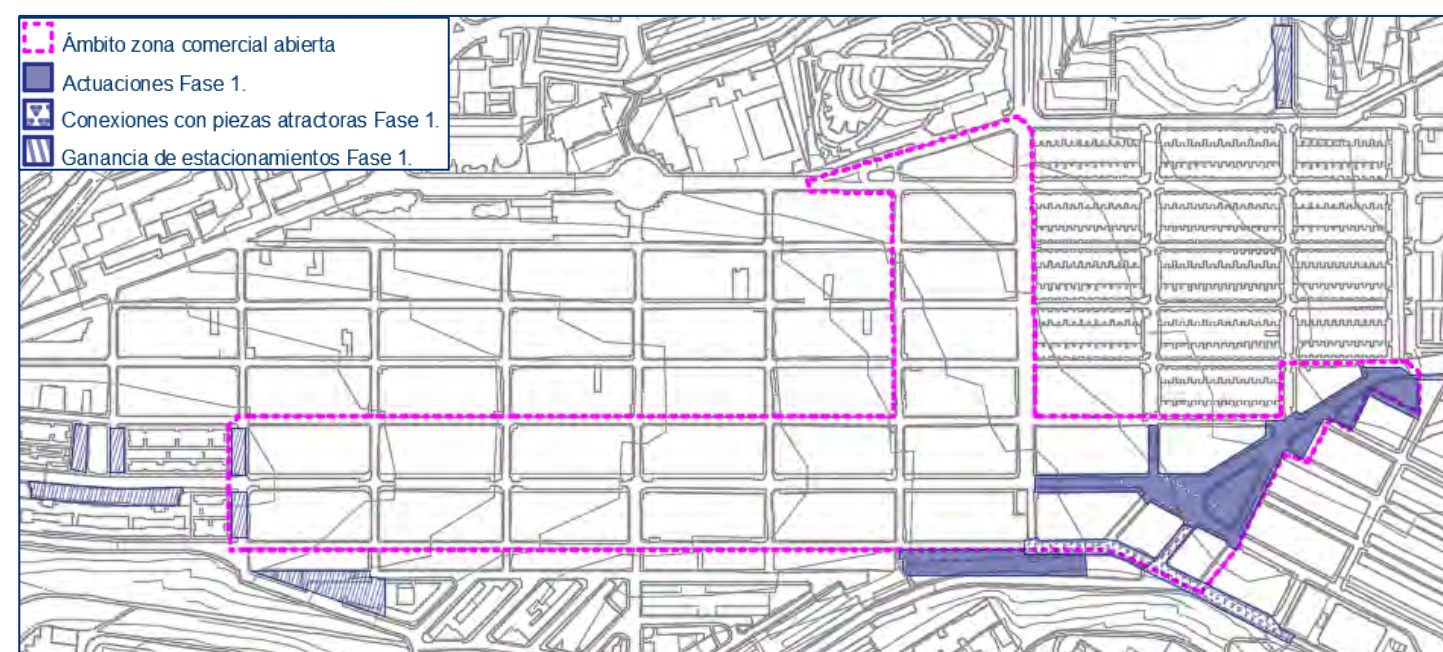 Ámbito zona comercial abierta
Actuaciones Fase 1.
Conexiones con piezas atractoras Fase 1.
Ganancia de estacionamientos Fase 1.